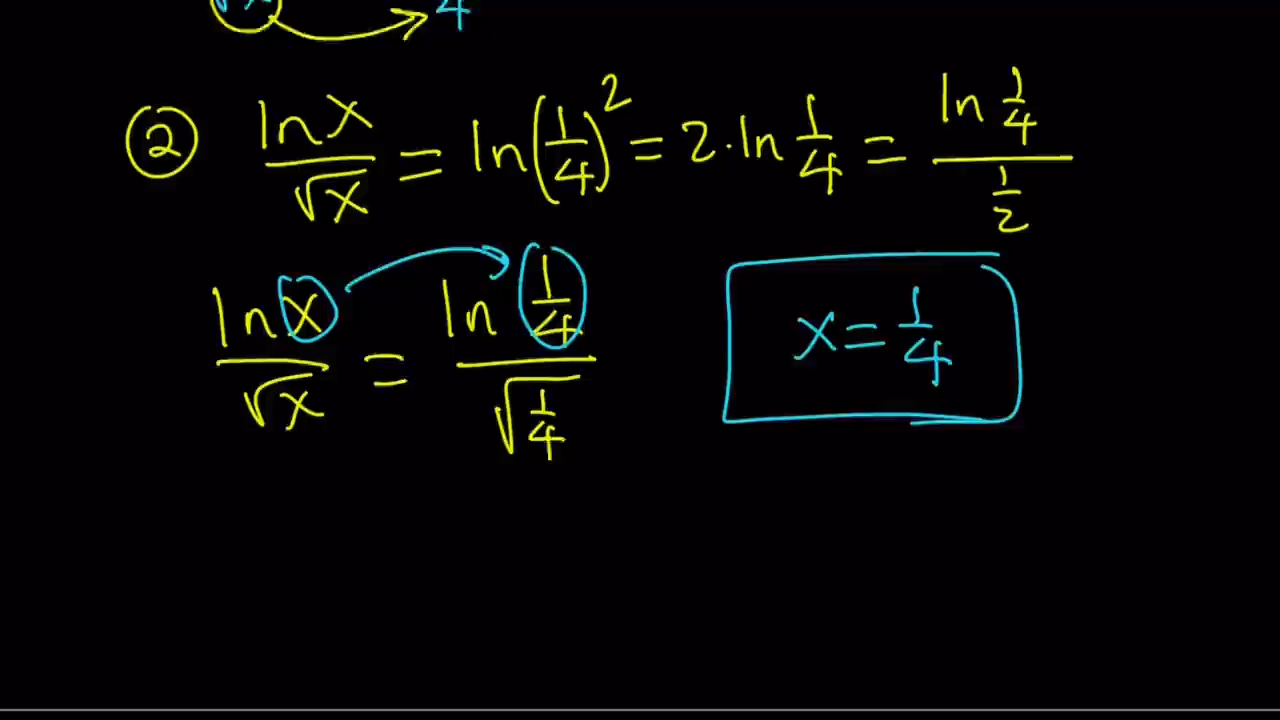 √x 4
② ln x / √x = ln(1/4)² = 2·ln 1/4 = ln 1/4 / 1/2
ln x / √x = ln 1/4 / √(1/4)
x = 1/4